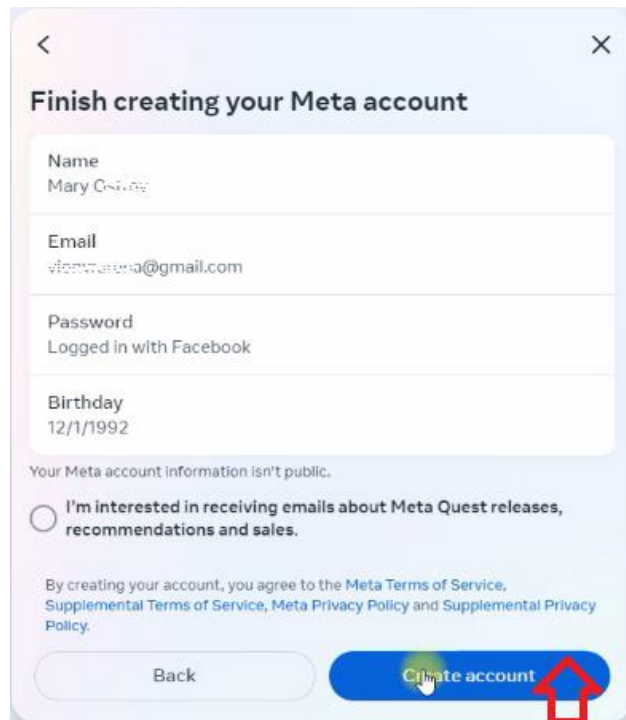 Finish creating your Meta account
Name
Mary
Email
@gmail.com
Password
Logged in with Facebook
Birthday
12/1/1992
Your Meta account information isn't public.
I'm interested in receiving emails about Meta Quest releases,
recommendations and sales.
By creating your account, you agree to the Meta Terms of Service,
Supplemental Terms of Service, Meta Privacy Policy and Supplemental Privacy
Policy.
Back
Create account